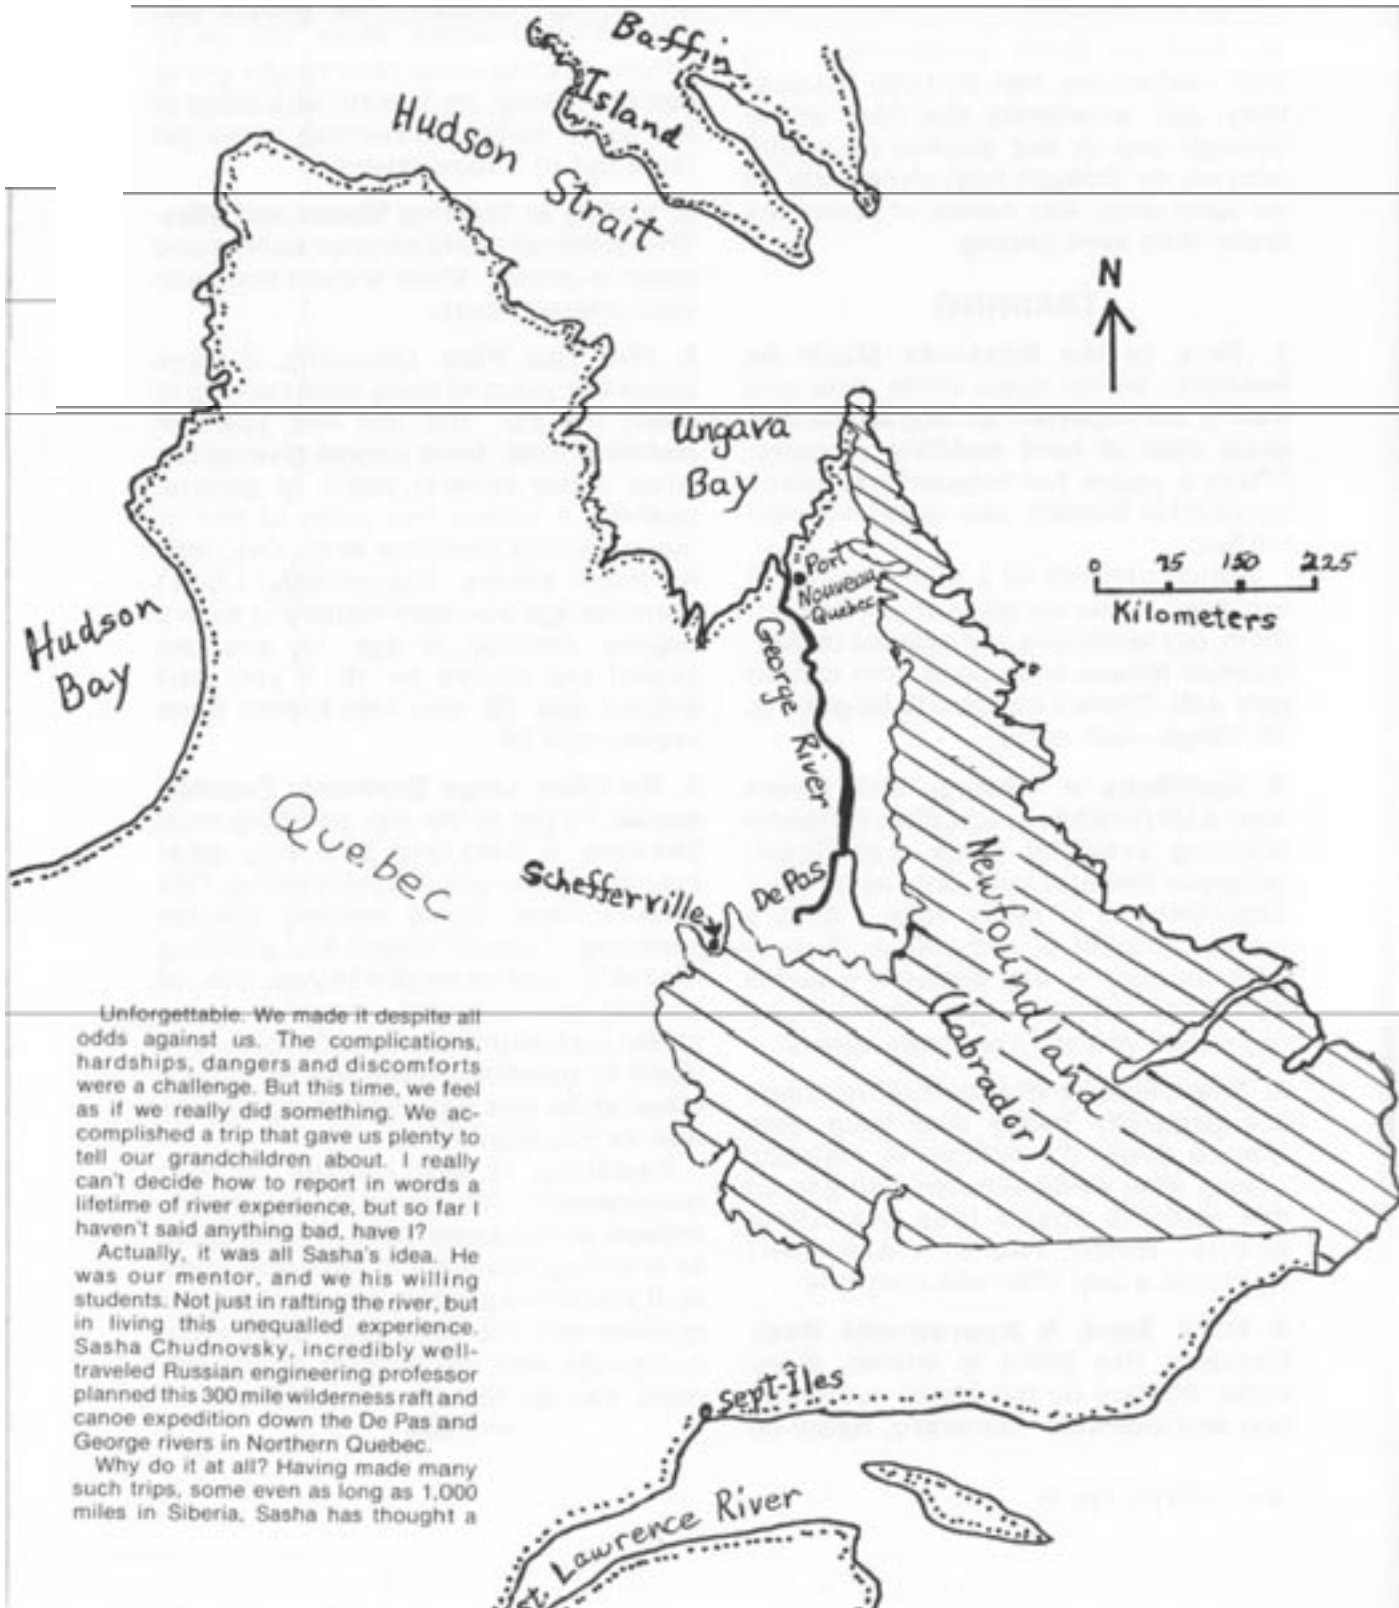 Baffin
Island
Hudson
Strait
N
Ungava
Bay
Port
Nouveau
Quebec
0 75 150 225
Kilometers
Hudson
Bay
George River
Quebec
De Pas
Schefferville
Newfoundland
(Labrador)
Unforgettable. We made it despite all
odds against us. The complications,
hardships, dangers and discomforts
were a challenge. But this time, we feel
as if we really did something. We ac-
complished a trip that gave us plenty to
tell our grandchildren about. I really
can't decide how to report in words a
lifetime of river experience, but so far I
haven't said anything bad, have I?
Actually, it was all Sasha's idea. He
was our mentor, and we his willing
students. Not just in rafting the river, but
in living this unequalled experience.
Sasha Chudnovsky, incredibly well-
traveled Russian engineering professor
planned this 300 mile wilderness raft and
canoe expedition down the De Pas and
George rivers in Northern Quebec.
Why do it at all? Having made many
such trips, some even as long as 1,000
miles in Siberia, Sasha has thought a
Sept-Îles
St. Lawrence River